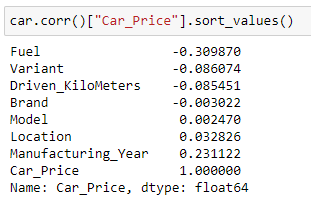 car.corr()["Car_Price"].sort_values()
Fuel -0.309870
Variant -0.086074
Driven_KiloMeters -0.085451
Brand -0.003022
Model 0.002470
Location 0.032826
Manufacturing_Year 0.231122
Car_Price 1.000000
Name: Car_Price, dtype: float64